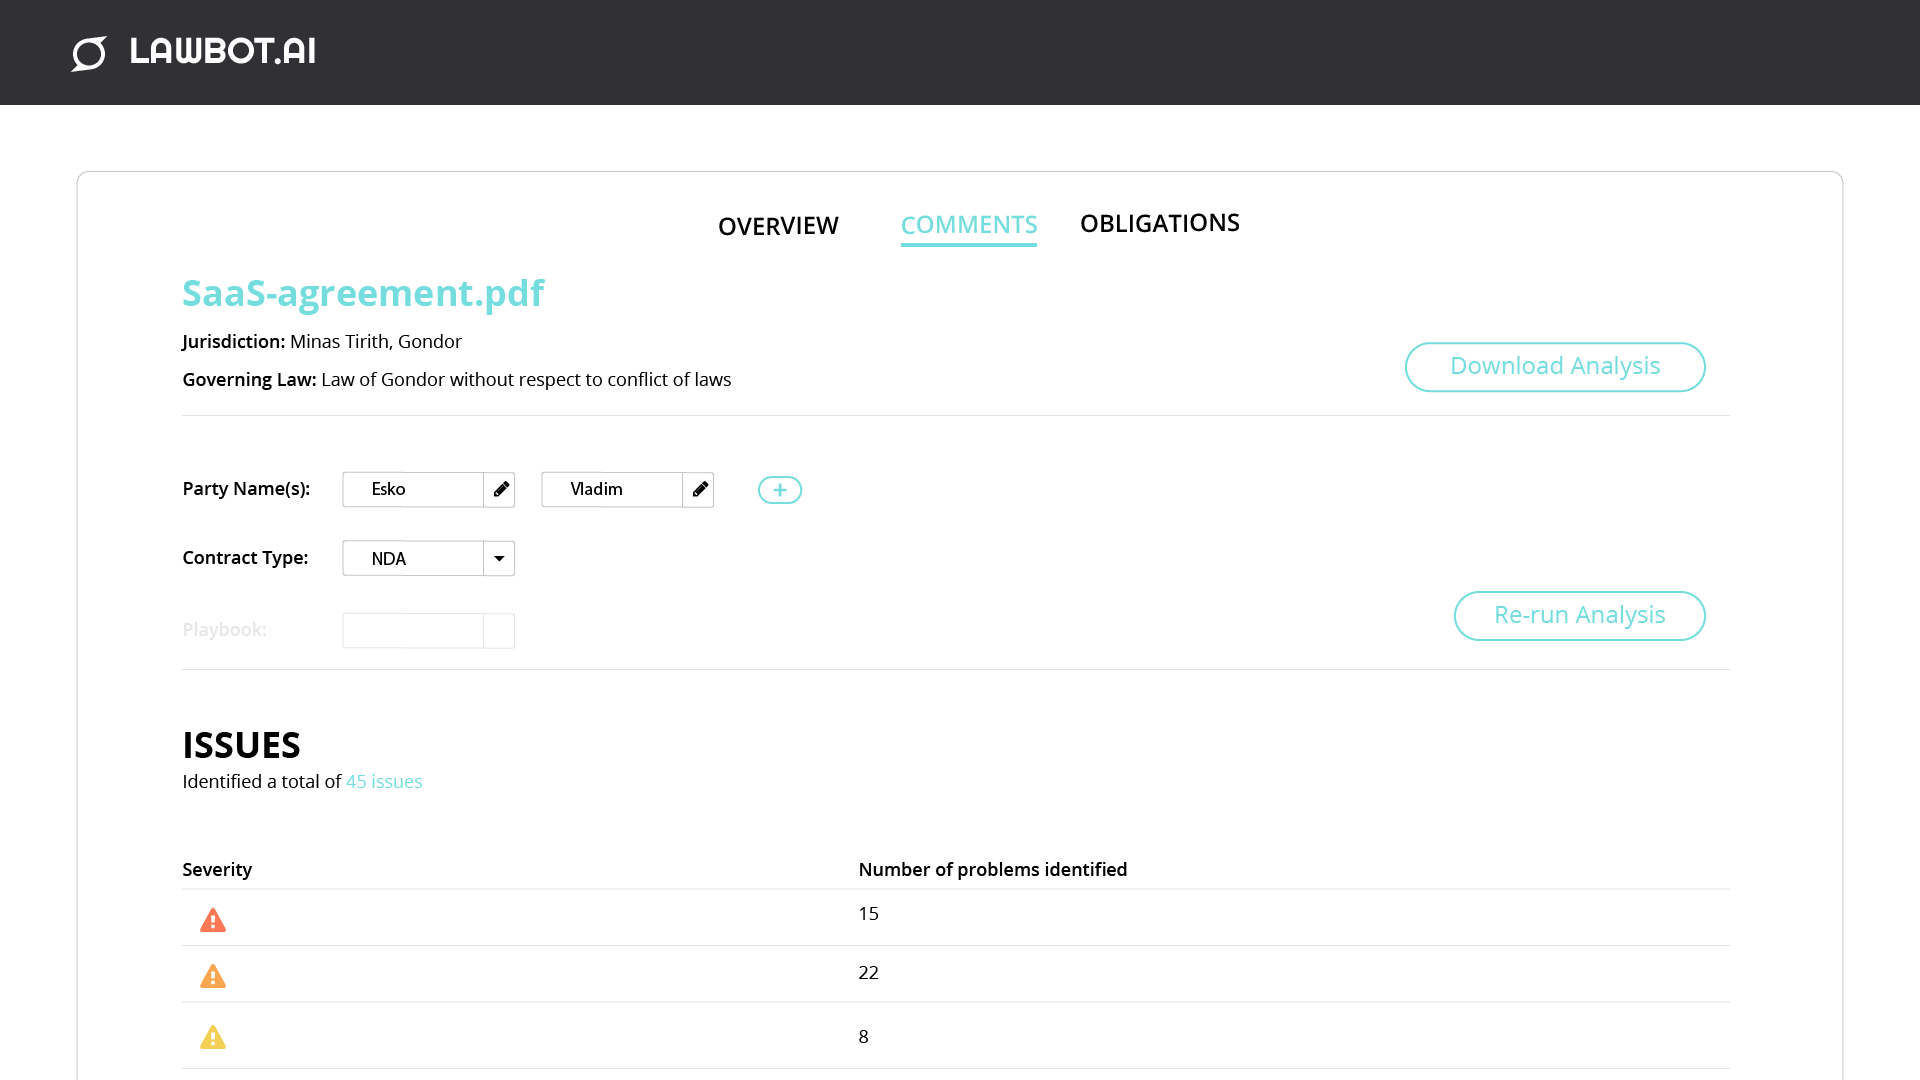 LAWBOT.AI
OVERVIEW COMMENTS OBLIGATIONS
SaaS-agreement.pdf
Jurisdiction: Minas Tirith, Gondor
Governing Law: Law of Gondor without respect to conflict of laws
Download Analysis
Party Name(s): Esko Vladim
Contract Type: NDA
Playbook:
Re-run Analysis
ISSUES
Identified a total of 45 issues
Severity Number of problems identified
15
22
8